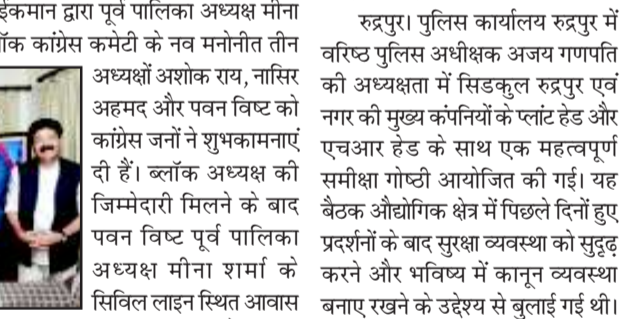 ईकमान द्वारा पूर्व पालिका अध्यक्ष मीना
कांग्रेस कमेटी के नव मनोनीत तीन
अध्यक्षों अशोक राय, नासिर
अहमद और पवन विष्ट को
कांग्रेस जनों ने शुभकामनाएं
दी हैं। ब्लॉक अध्यक्ष की
जिम्मेदारी मिलने के बाद
पवन विष्ट पूर्व पालिका
अध्यक्ष मीना शर्मा के
सिविल लाइन स्थित आवास
रुद्रपुर। पुलिस कार्यालय रुद्रपुर में
वरिष्ठ पुलिस अधीक्षक अजय गणपति
की अध्यक्षता में सिडकुल रुद्रपुर एवं
नगर की मुख्य कंपनियों के प्लांट हेड और
एचआर हेड के साथ एक महत्वपूर्ण
समीक्षा गोष्ठी आयोजित की गई। यह
बैठक औद्योगिक क्षेत्र में पिछले दिनों हुए
प्रदर्शनों के बाद सुरक्षा व्यवस्था को सुदृढ़
करने और भविष्य में कानून व्यवस्था
बनाए रखने के उद्देश्य से बुलाई गई थी।